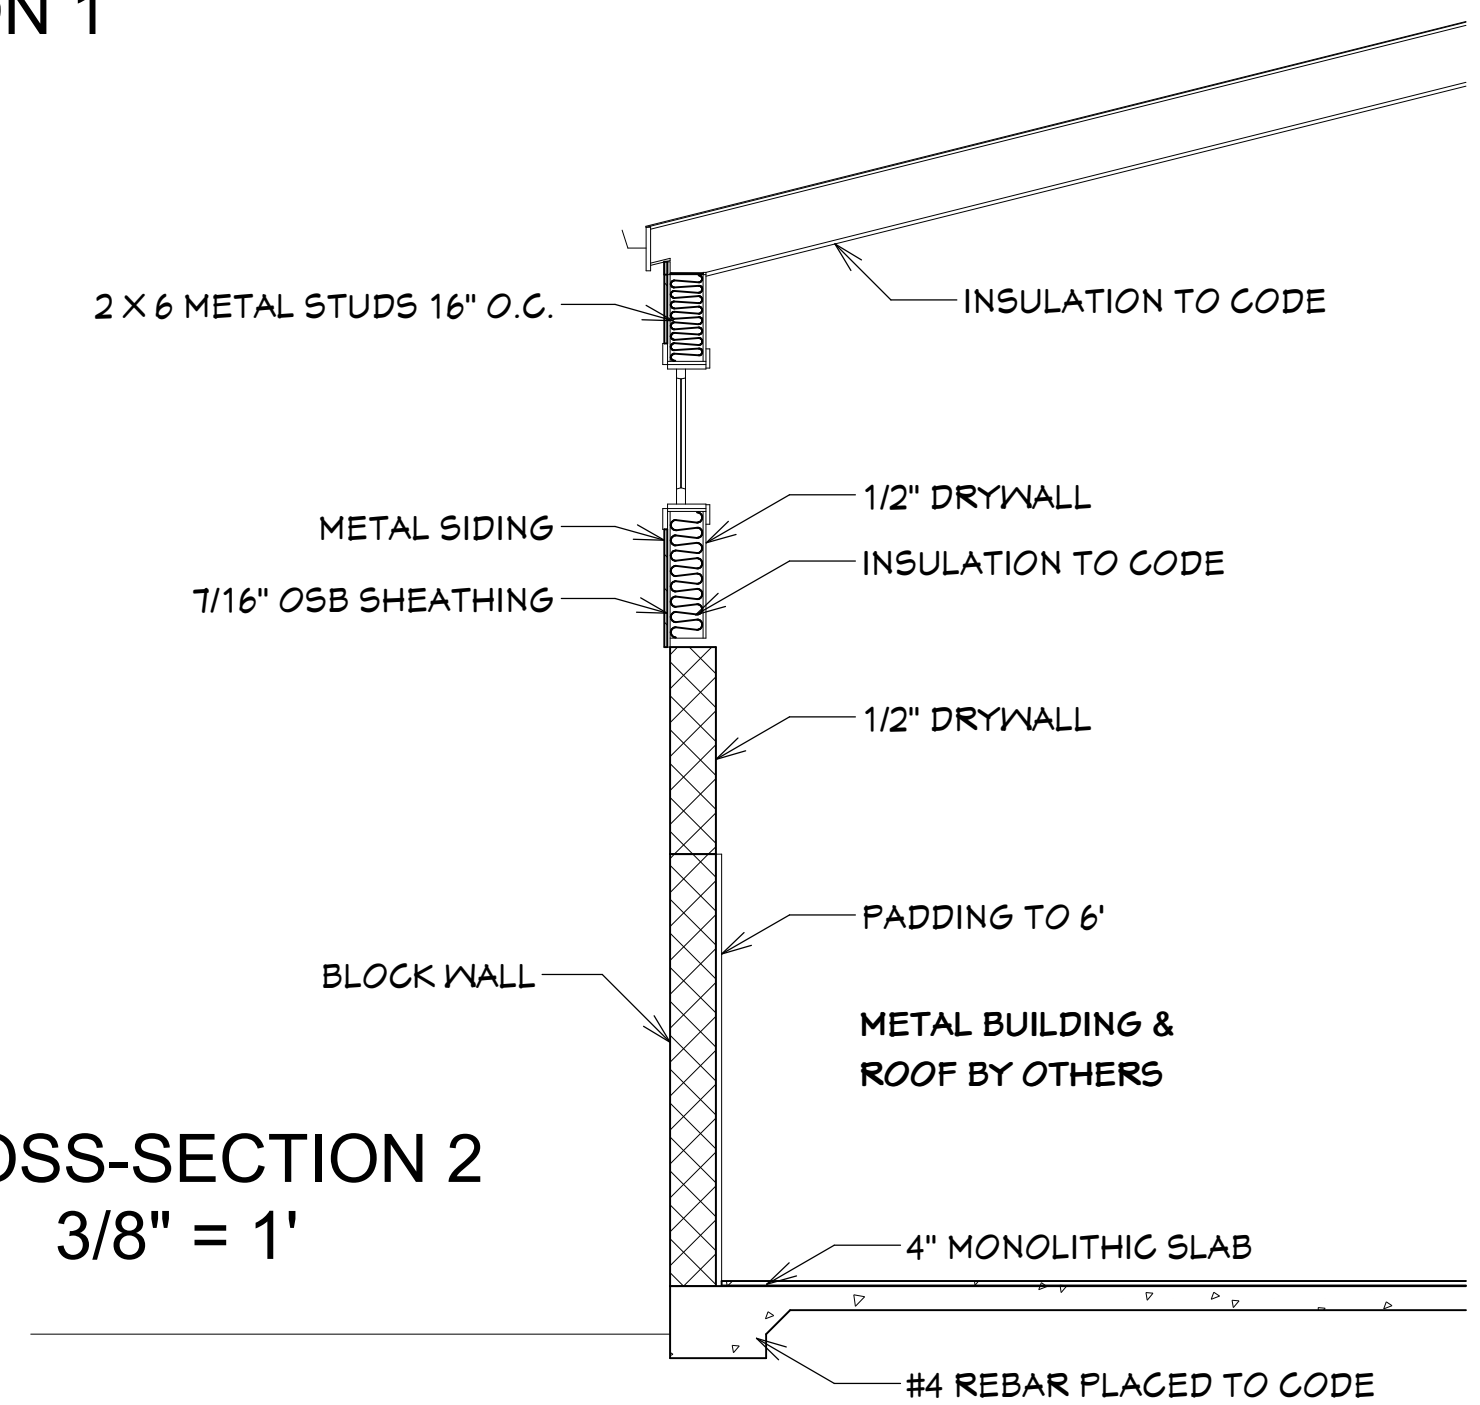 ON 1
2 X 6 METAL STUDS 16" O.C.
INSULATION TO CODE
METAL SIDING
1/2" DRYWALL
INSULATION TO CODE
7/16" OSB SHEATHING
1/2" DRYWALL
PADDING TO 6'
BLOCK WALL
METAL BUILDING &
ROOF BY OTHERS
OSS-SECTION 2
3/8" = 1'
4" MONOLITHIC SLAB
#4 REBAR PLACED TO CODE